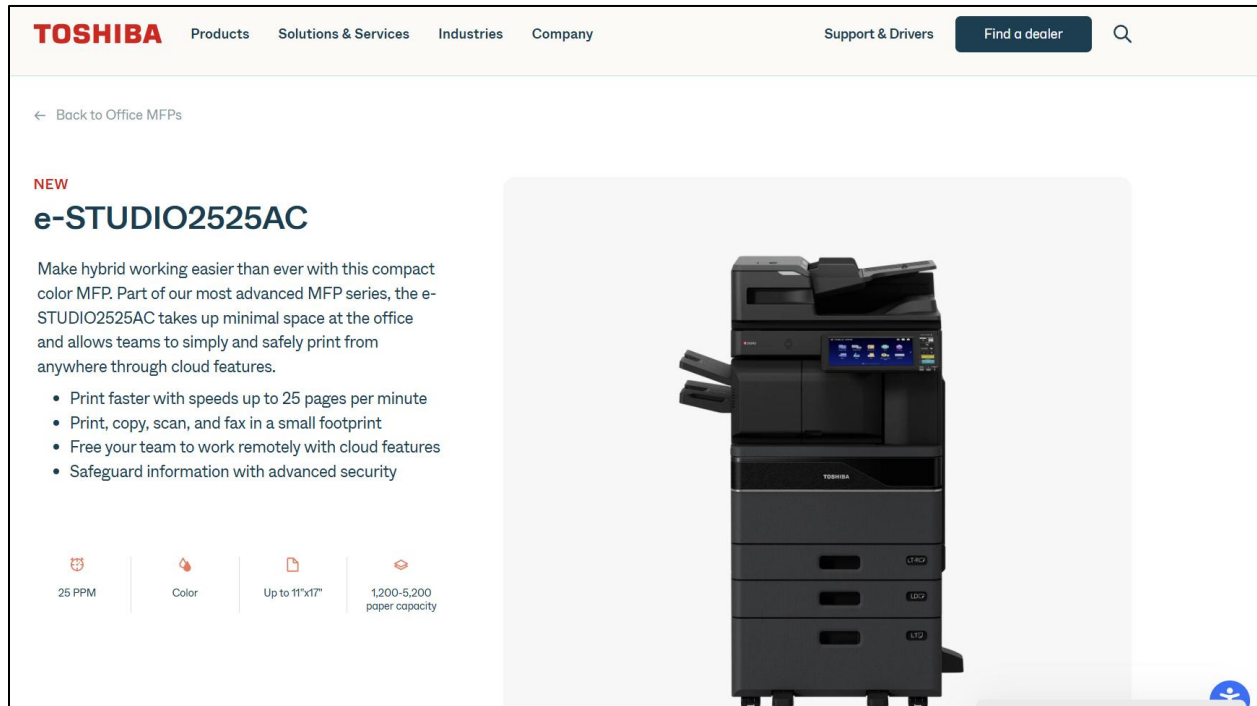 TOSHIBA
Products
Solutions & Services
Industries
Company
Support & Drivers
Find a dealer
← Back to Office MFPs
NEW
e-STUDIO2525AC
Make hybrid working easier than ever with this compact
color MFP. Part of our most advanced MFP series, the e-
STUDIO2525AC takes up minimal space at the office
and allows teams to simply and safely print from
anywhere through cloud features.
• Print faster with speeds up to 25 pages per minute
• Print, copy, scan, and fax in a small footprint
• Free your team to work remotely with cloud features
• Safeguard information with advanced security
25 PPM
Color
Up to 11"x17"
1,200-5,200
paper capacity
TOSHIBA